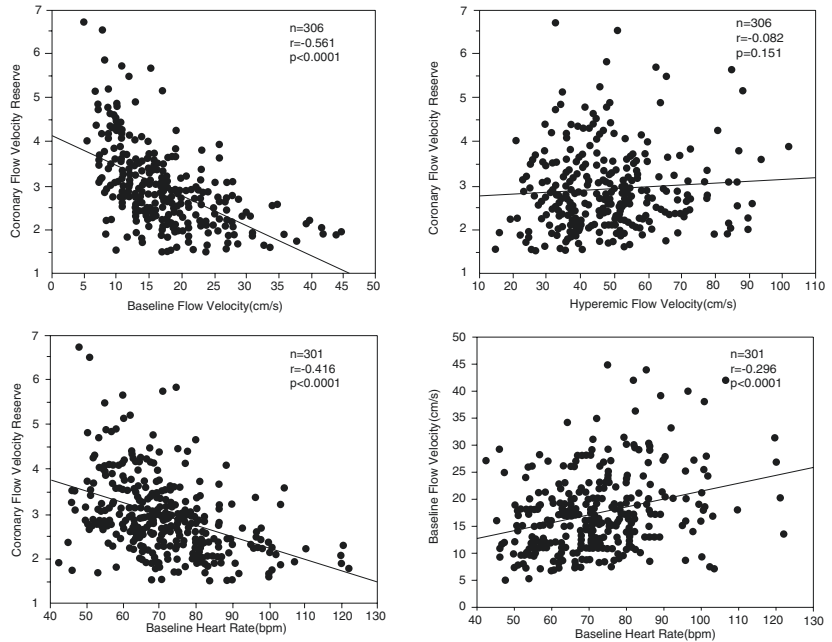 n=306
r=-0.561
p<0.0001
7
6
5
4
3
2
1
Coronary Flow Velocity Reserve
0 5 10 15 20 25 30 35 40 45 50
Baseline Flow Velocity(cm/s)
n=306
r=-0.082
p=0.151
7
6
5
4
3
2
1
Coronary Flow Velocity Reserve
10 20 30 40 50 60 70 80 90 100 110
Hyperemic Flow Velocity(cm/s)
n=301
r=-0.416
p<0.0001
7
6
5
4
3
2
1
Coronary Flow Velocity Reserve
40 50 60 70 80 90 100 110 120 130
Baseline Heart Rate(bpm)
n=301
r=-0.296
p<0.0001
50
45
40
35
30
25
20
15
10
5
0
Baseline Flow Velocity(cm/s)
40 50 60 70 80 90 100 110 120 130
Baseline Heart Rate(bpm)